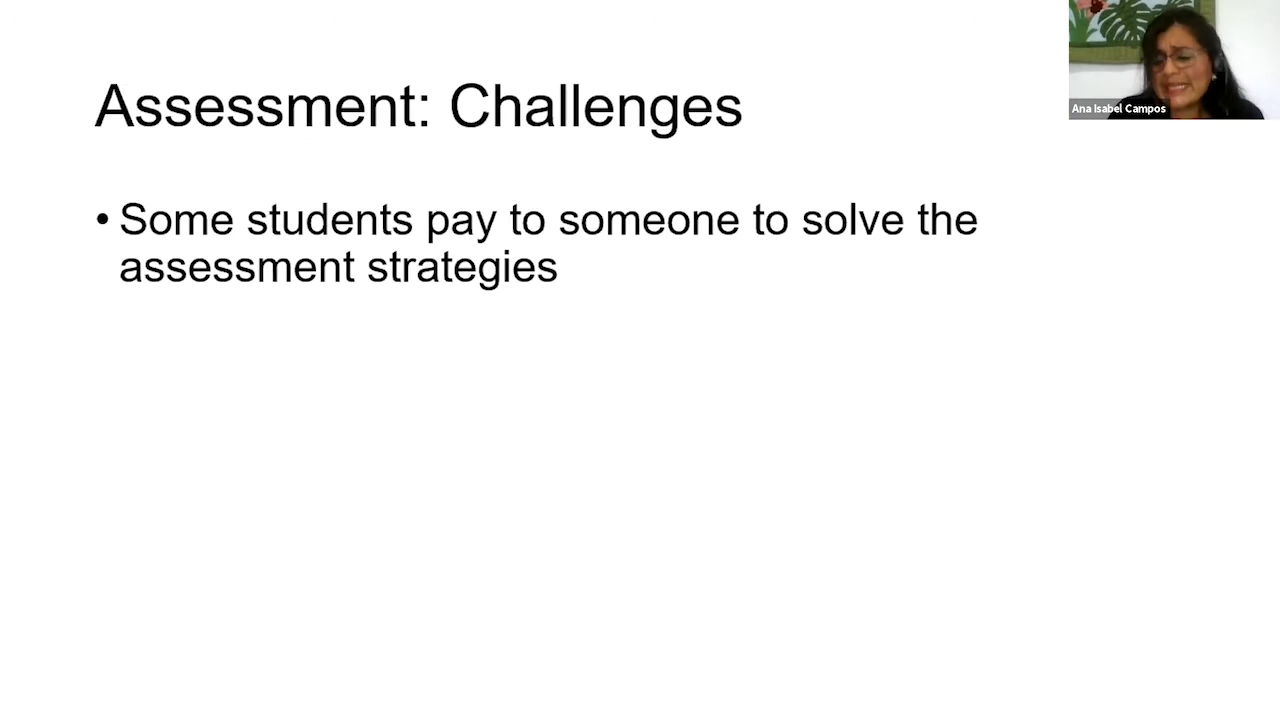 Assessment: Challenges
Ana Isabel Campos
• Some students pay to someone to solve the
assessment strategies